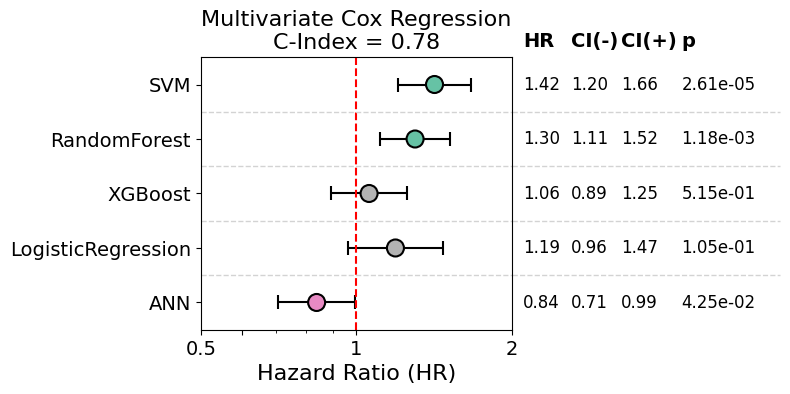 Multivariate Cox Regression
C-Index = 0.78
HR CI(-) CI(+) p
SVM 1.42 1.20 1.66 2.61e-05
RandomForest 1.30 1.11 1.52 1.18e-03
XGBoost 1.06 0.89 1.25 5.15e-01
LogisticRegression 1.19 0.96 1.47 1.05e-01
ANN 0.84 0.71 0.99 4.25e-02
0.5 1 2
Hazard Ratio (HR)